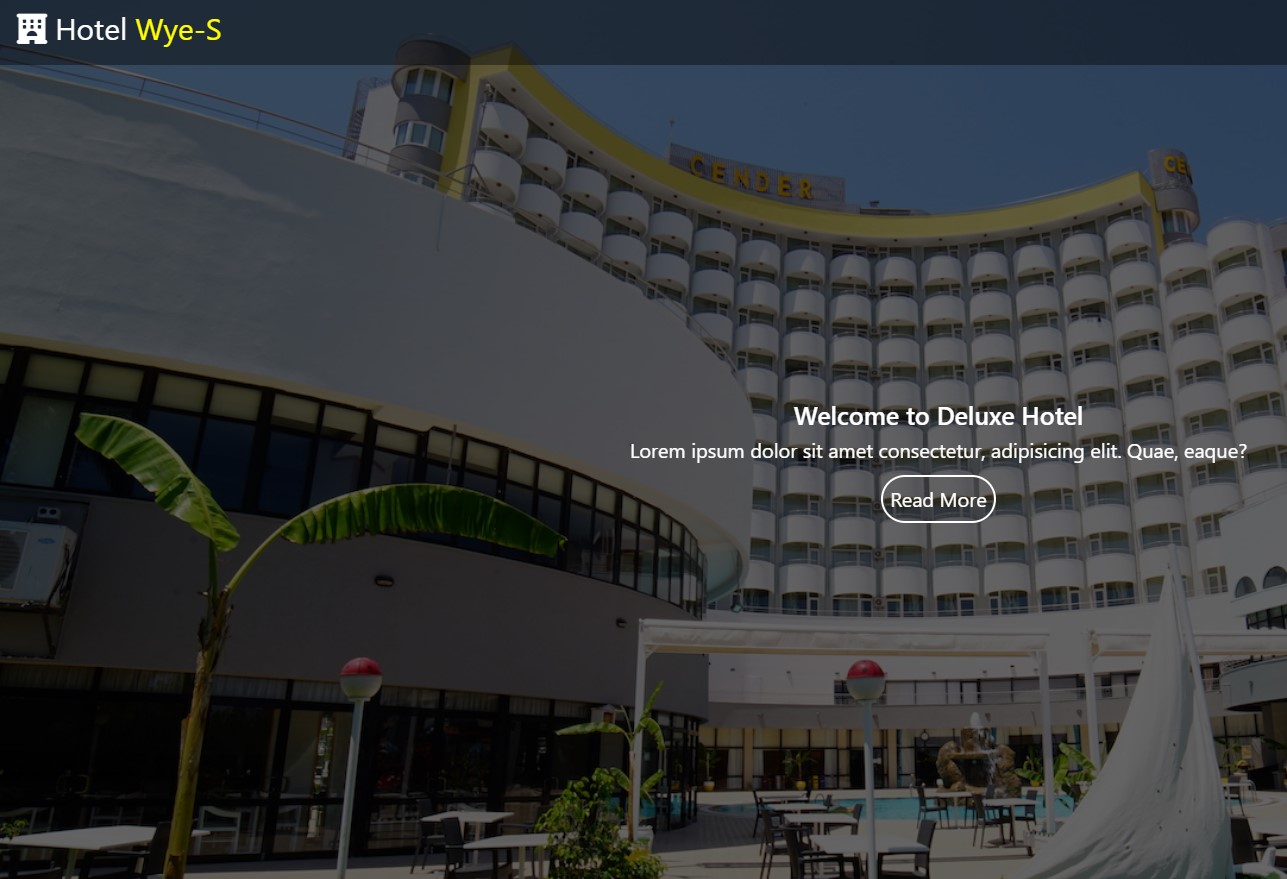 Hotel Wye-S
CENDER
Welcome to Deluxe Hotel
Lorem ipsum dolor sit amet consectetur, adipisicing elit. Quae, eaque?
Read More